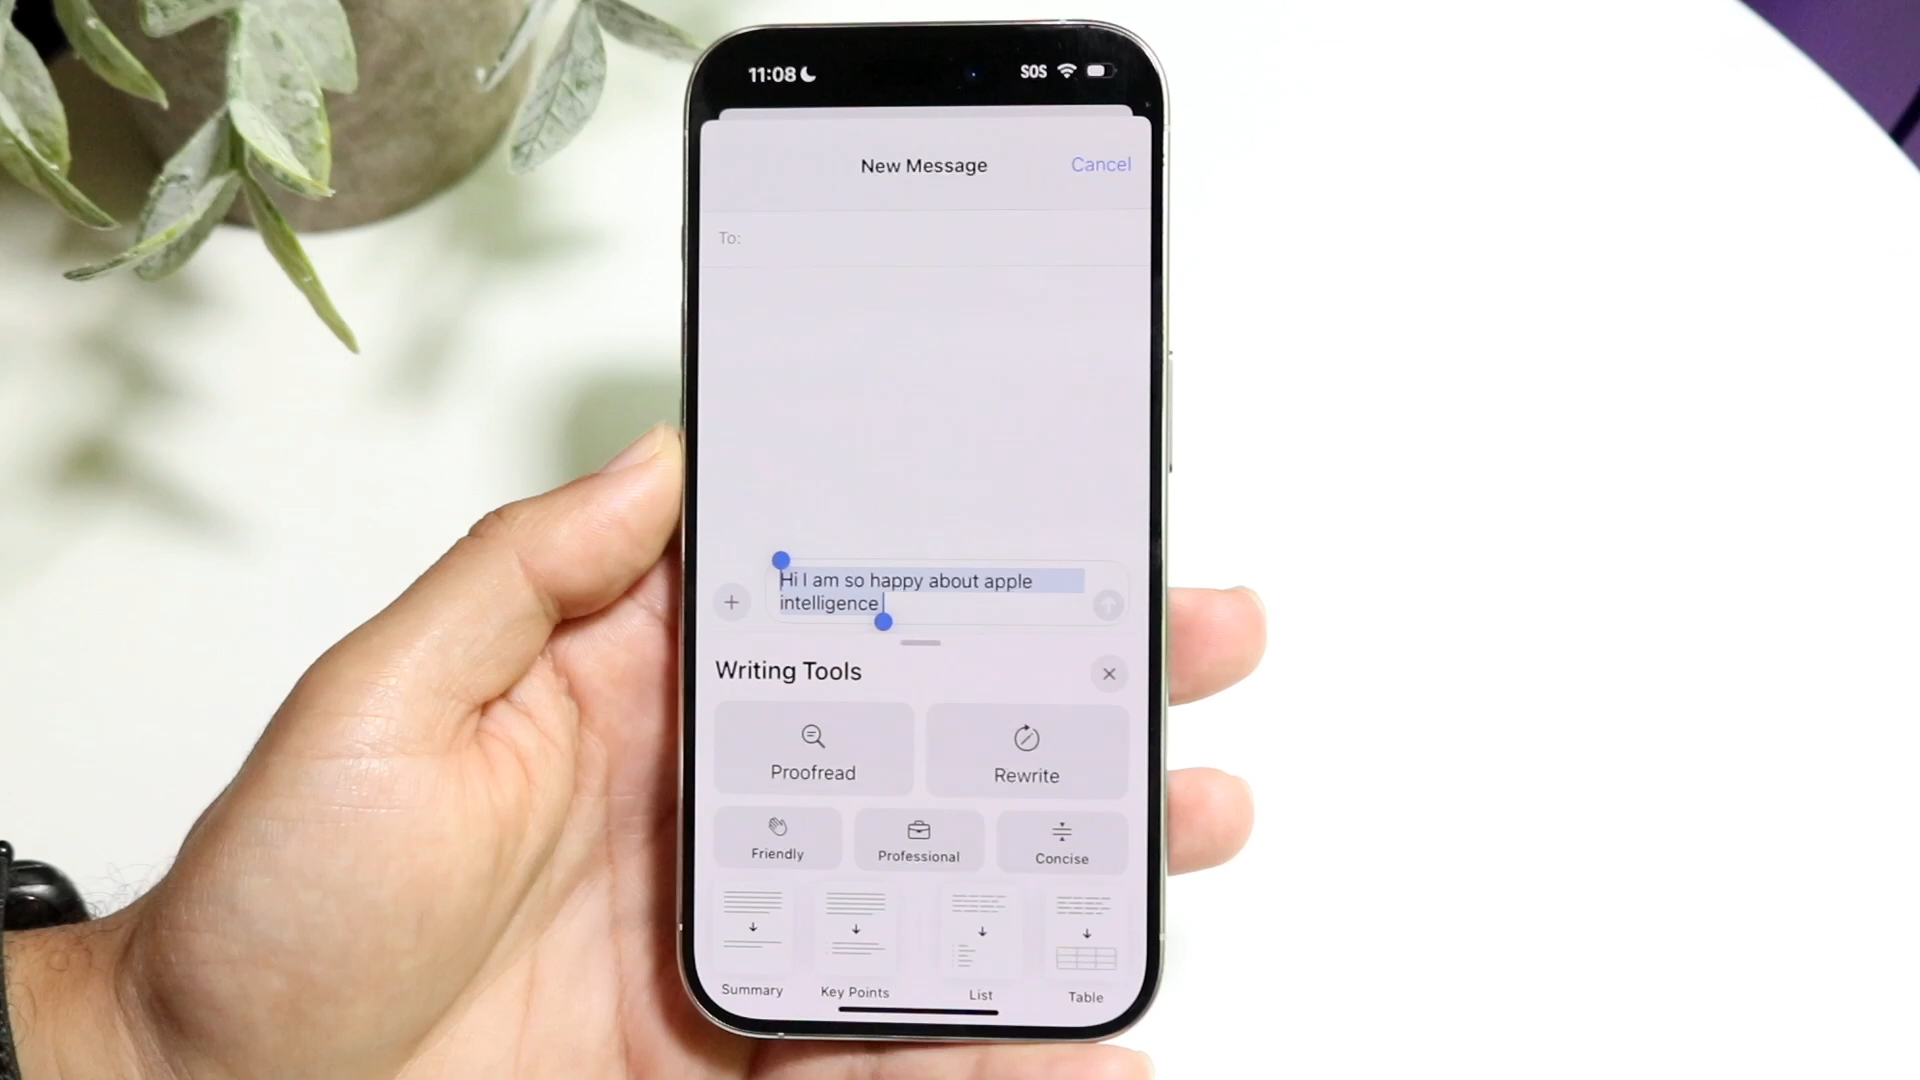 11:08 SOS
New Message Cancel
To:
Hi I am so happy about apple
intelligence
Writing Tools
Proofread Rewrite
Friendly Professional Concise
Summary Key Points List Table